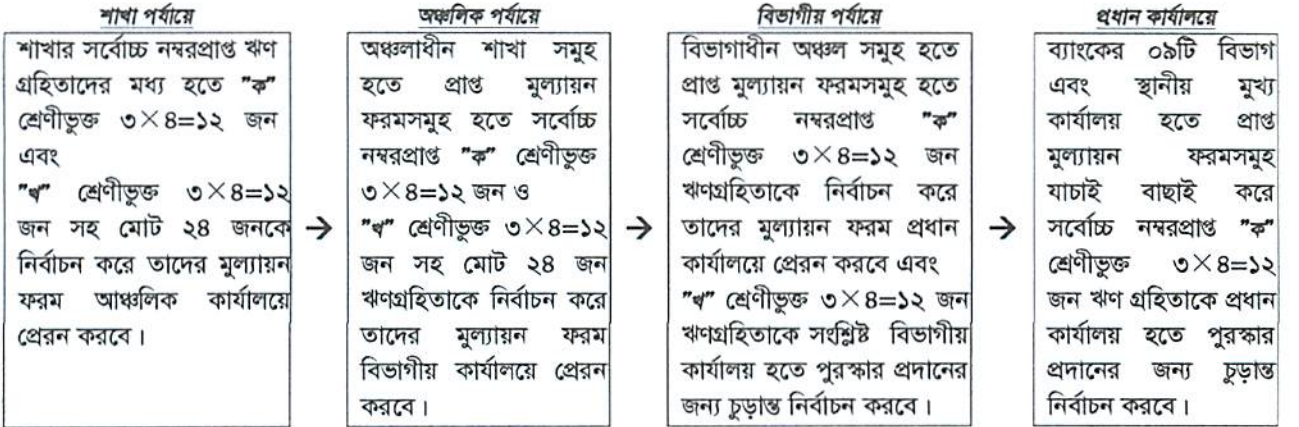 শাখা পর্যায়ে
শাখার সর্বোচ্চ নম্বরপ্রাপ্ত ঋণ
গ্রহিতাদের মধ্য হতে "ক"
শ্রেণীভুক্ত ৩×৪=১২ জন
এবং
"খ" শ্রেণীভুক্ত ৩×৪=১২
জন সহ মোট ২৪ জনকে
নির্বাচন করে তাদের মুল্যায়ন
ফরম আঞ্চলিক কার্যালয়ে
প্রেরন করবে।
→
অঞ্চলিক পর্যায়ে
অঞ্চলাধীন শাখা সমুহ
হতে প্রাপ্ত মুল্যায়ন
ফরমসমুহ হতে সর্বোচ্চ
নম্বরপ্রাপ্ত "ক" শ্রেণীভুক্ত
৩×৪=১২ জন ও
"খ" শ্রেণীভুক্ত ৩×৪=১২
জন সহ মোট ২৪ জন
ঋণগ্রহিতাকে নির্বাচন করে
তাদের মুল্যায়ন ফরম
বিভাগীয় কার্যালয়ে প্রেরন
করবে।
→
বিভাগীয় পর্যায়ে
বিভাগাধীন অঞ্চল সমুহ হতে
প্রাপ্ত মুল্যায়ন ফরমসমুহ হতে
সর্বোচ্চ নম্বরপ্রাপ্ত "ক"
শ্রেণীভুক্ত ৩×৪=১২ জন
ঋণগ্রহিতাকে নির্বাচন করে
তাদের মুল্যায়ন ফরম প্রধান
কার্যালয়ে প্রেরন করবে এবং
"খ" শ্রেণীভুক্ত ৩×৪=১২ জন
ঋণগ্রহিতাকে সংশ্লিষ্ট বিভাগীয়
কার্যালয় হতে পুরস্কার প্রদানের
জন্য চুড়ান্ত নির্বাচন করবে।
→
প্রধান কার্যালয়ে
ব্যাংকের ০৯টি বিভাগ
এবং স্থানীয় মুখ্য
কার্যালয় হতে প্রাপ্ত
মুল্যায়ন ফরমসমুহ
যাচাই বাছাই করে
সর্বোচ্চ নম্বরপ্রাপ্ত "ক"
শ্রেণীভুক্ত ৩×৪=১২
জন ঋণ গ্রহিতাকে প্রধান
কার্যালয় হতে পুরস্কার
প্রদানের জন্য চুড়ান্ত
নির্বাচন করবে।